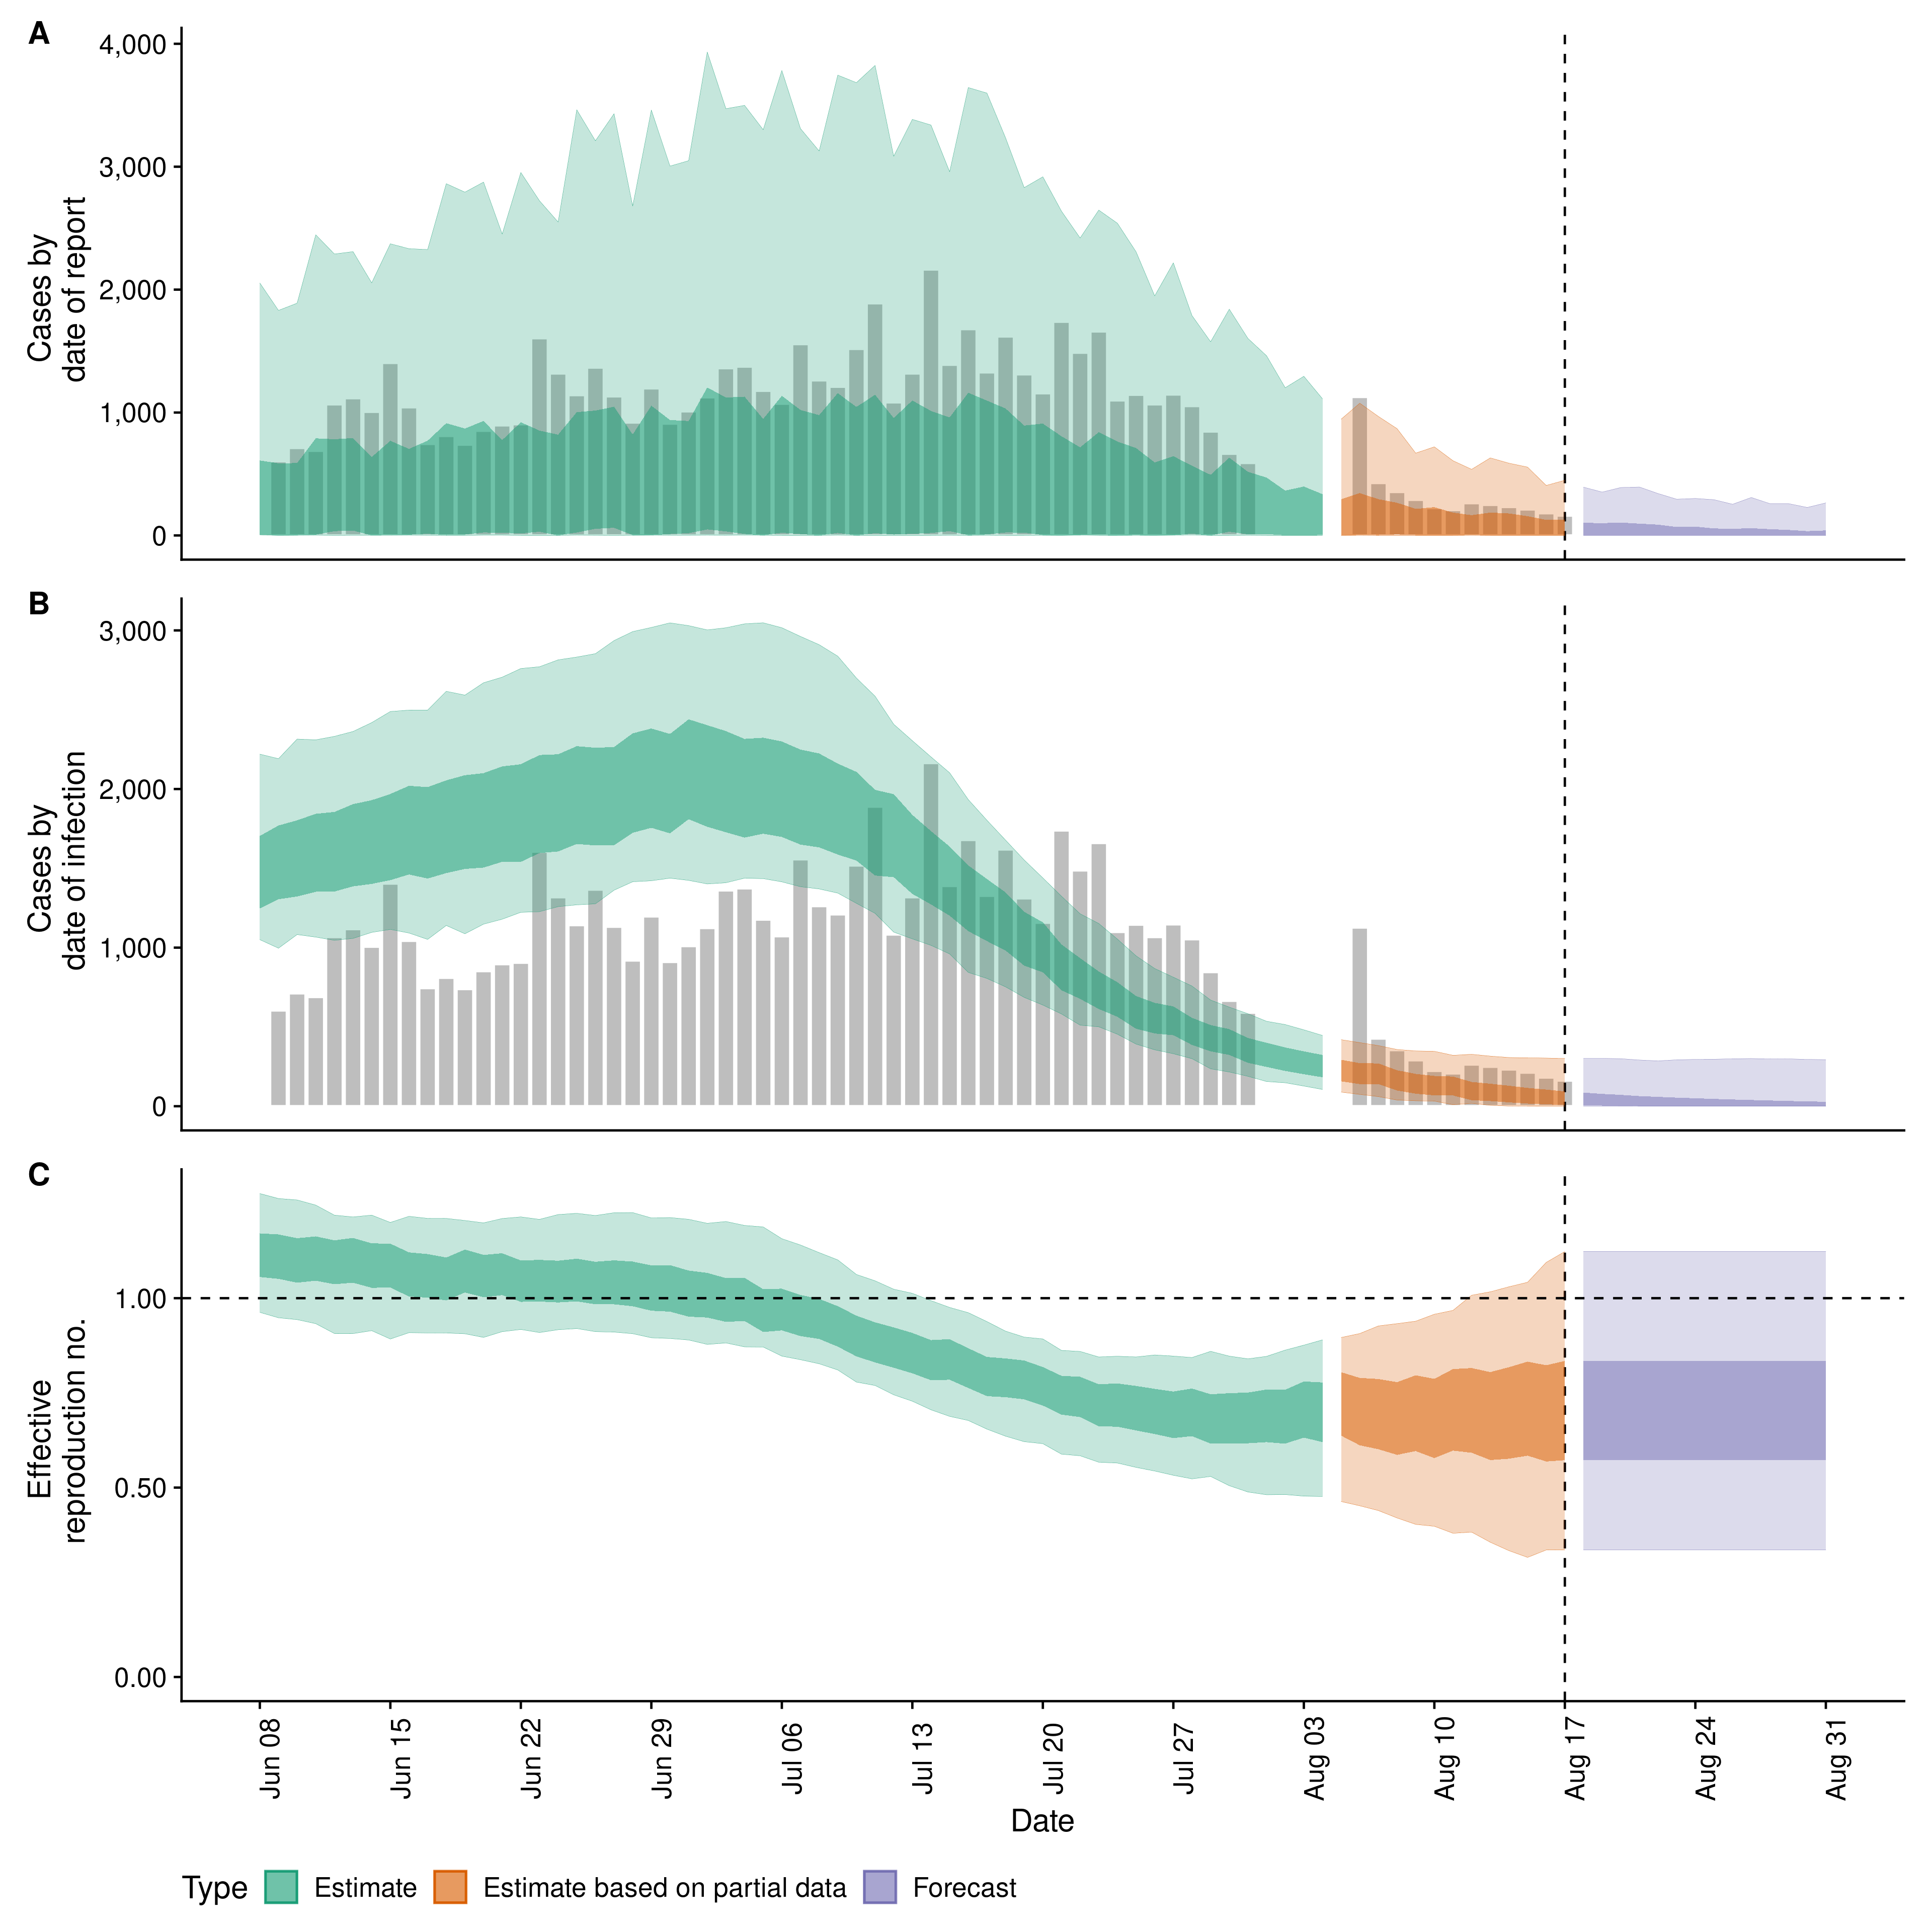 A
Cases by
date of report
4,000
3,000
2,000
1,000
0
B
Cases by
date of infection
3,000
2,000
1,000
0
C
Effective
reproduction no.
1.00
0.50
0.00
Jun 08
Jun 15
Jun 22
Jun 29
Jul 06
Jul 13
Jul 20
Jul 27
Aug 03
Aug 10
Aug 17
Aug 24
Aug 31
Date
Type Estimate Estimate based on partial data Forecast